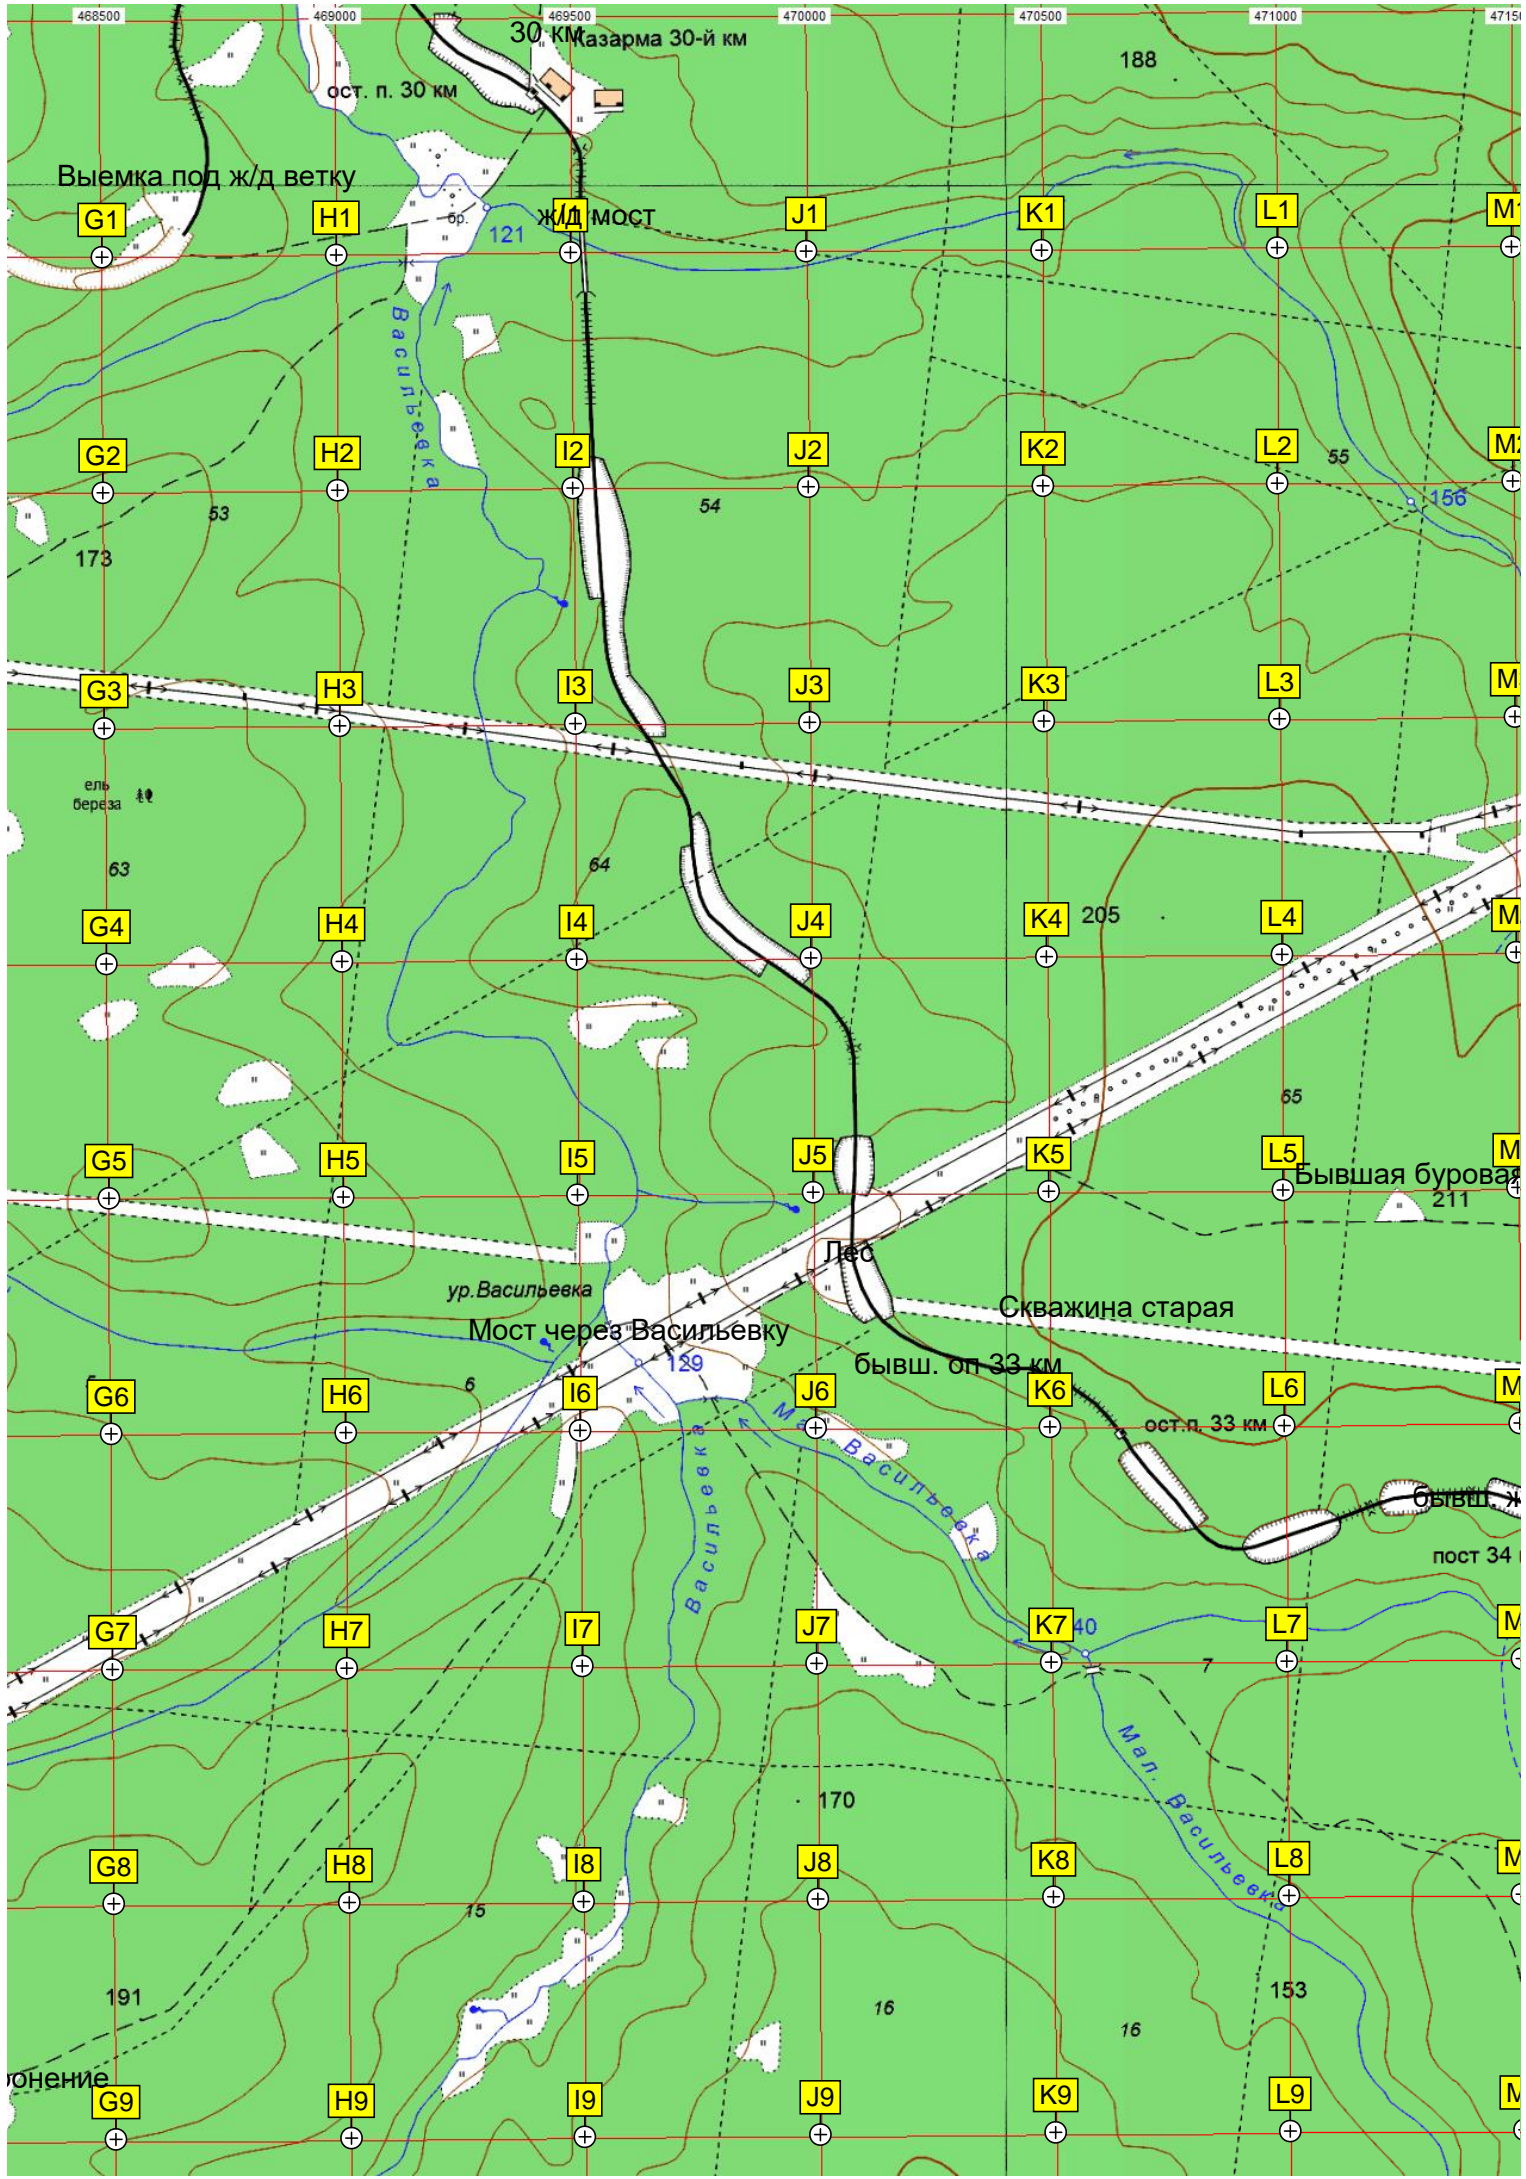 468500 469000 469500 470000 470500 471000
30 км
Казарма 30-й км
188
ост. п. 30 км
Выемка под ж/д ветку
G1 H1 ж/д мост J1 K1 L1
бр.
121
Васильевка
G2 H2 I2 J2 K2 L2
55
156
53
54
173
G3 H3 I3 J3 K3 L3
ель
береза
63
64
G4 H4 I4 J4 K4 205 L4
65
G5 H5 I5 J5 K5 L5
Бывшая буровая
211
Лес
ур.Васильевка
Скважина старая
Мост через Васильевку
129
бывш. оп 33 км
6
G6 H6 I6 J6 K6 L6
ост.п. 33 км
Васильевка
Васильевка
бывш.
пост 34
G7 H7 I7 J7 K7 40 L7
7
Мал. Васильевка
170
G8 H8 I8 J8 K8 L8
15
191
153
16
16
G9 H9 I9 J9 K9 L9